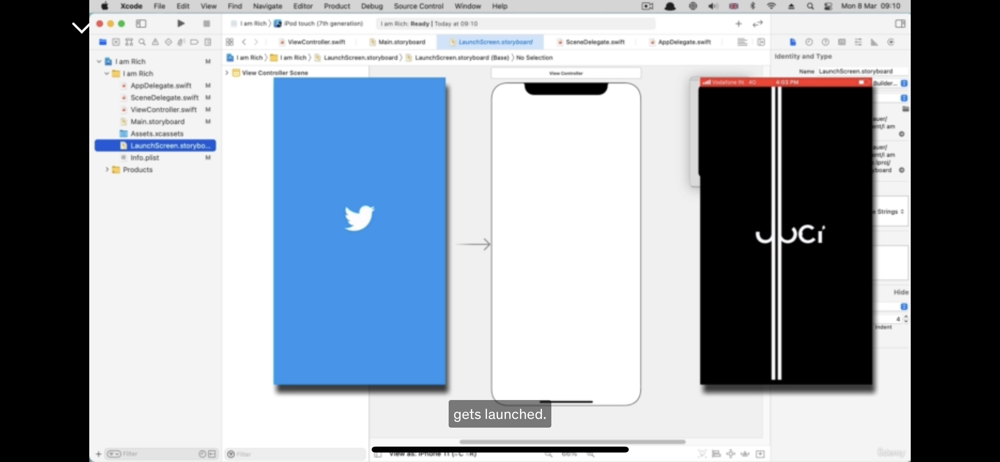 Xcode File Edit View Find Navigate Editor Product Debug Source Control Window Help Mon 8 Mar 09:10
I am Rich iPod touch (7th generation) I am Rich: Ready | Today at 09:10
ViewController.swift Main.storyboard LaunchScreen.storyboard SceneDelegate.swift AppDelegate.swift
I am Rich I am Rich LaunchScreen.storyboard LaunchScreen.storyboard (Base) No Selection
I am Rich M
I am Rich
AppDelegate.swift M
SceneDelegate.swift M
ViewController.swift M
Main.storyboard M
Assets.xcassets
LaunchScreen.storybo...
Info.plist M
Products
Filter
View Controller Scene
Filter
View Controller
Vodafone IN 4G 4:03 PM
Identity and Type
Name LaunchScreen.storyboard
Builder...
auer/
ent/I am
auer/
ent/I am
.lproj/
yboard
e Strings
Hide
4
Indent
gets launched.
View as: iPhone 11 (wC hR) 66%
ûdemy